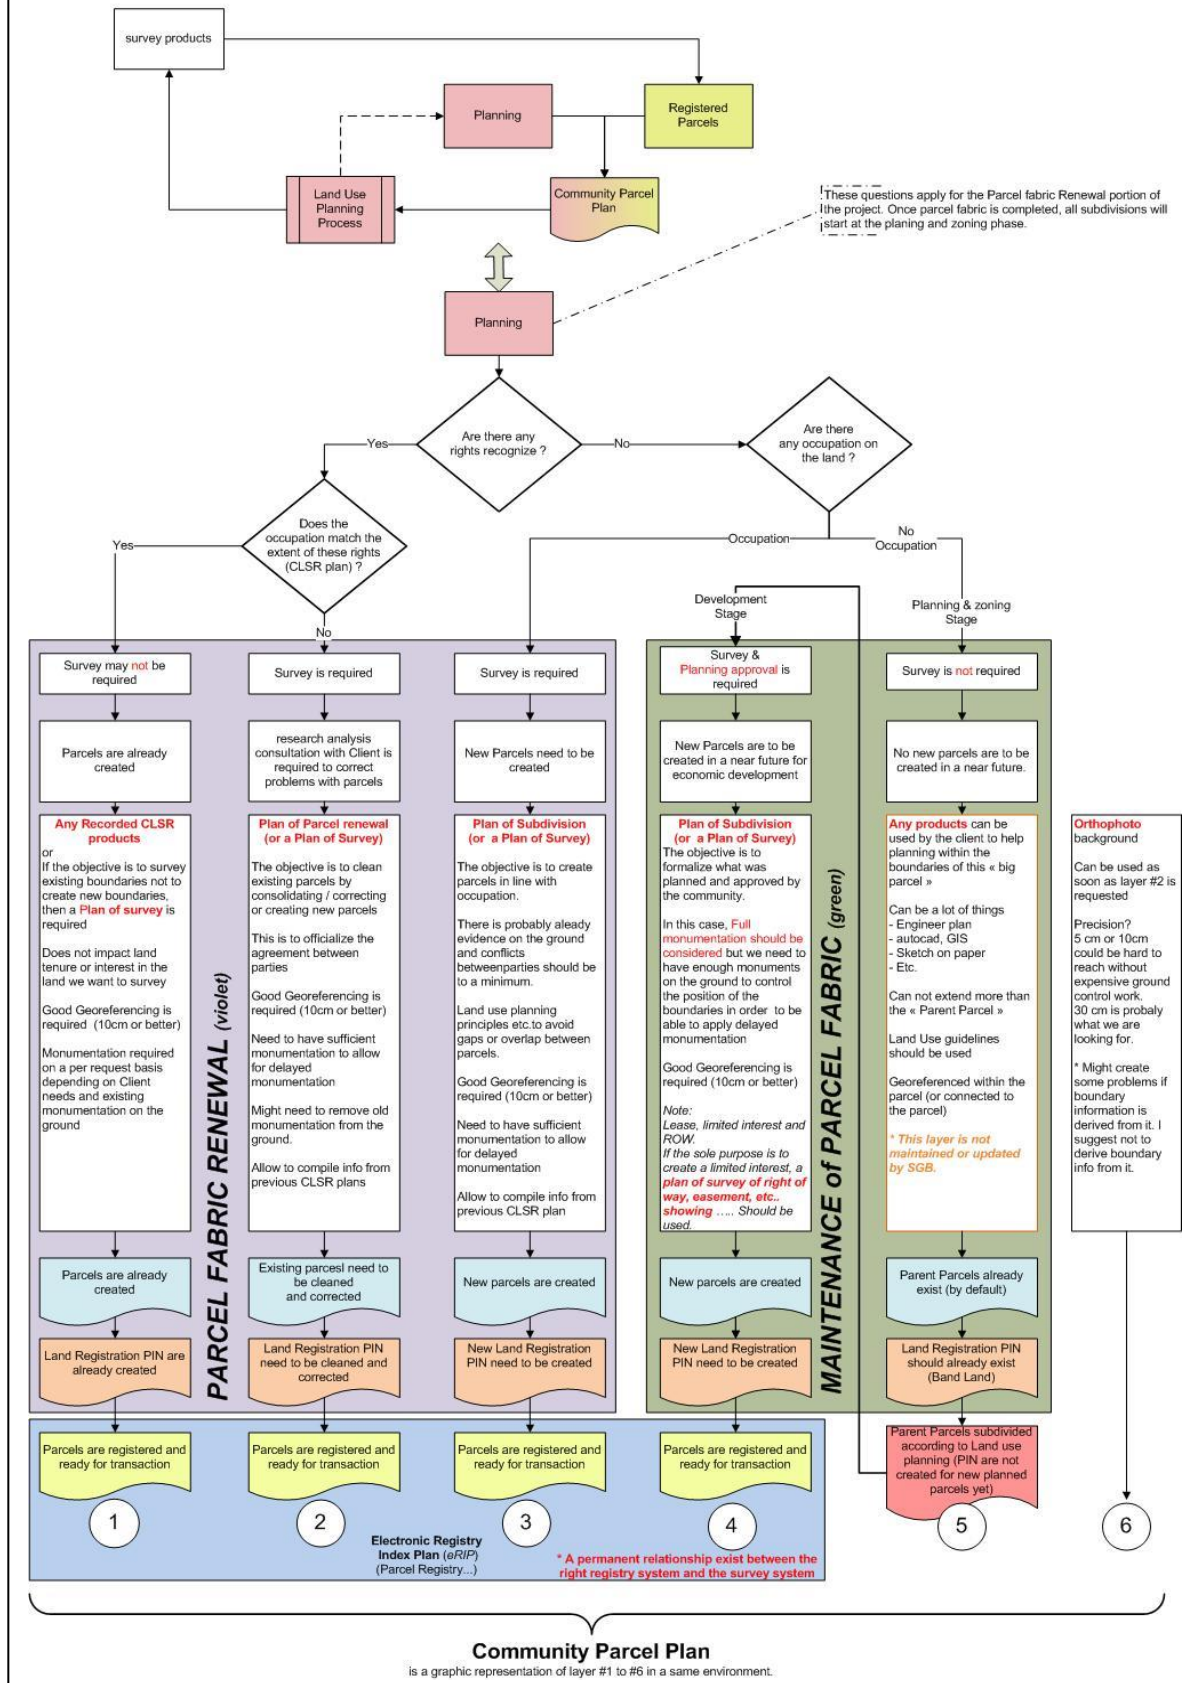 survey products
Planning
Registered
Parcels
Land Use
Planning
Process
Community Parcel
Plan
These questions apply for the Parcel fabric Renewal portion of
the project. Once parcel fabric is completed, all subdivisions will
start at the planing and zoning phase.
Planning
Are there any
rights recognize ?
Yes
No
Are there
any occupation on
the land ?
Does the
occupation match the
extent of these rights
(CLSR plan) ?
Yes
No
Occupation
No
Occupation
Development
Stage
Planning & zoning
Stage
Survey may not be
required
Parcels are already
created
Any Recorded CLSR
products
or
If the objective is to survey
existing boundaries not to
create new boundaries,
then a Plan of survey is
required
Does not impact land
tenure or interest in the
land we want to survey
Good Georeferencing is
required (10cm or better)
Monumentation required
on a per request basis
depending on Client
needs and existing
monumentation on the
ground
Parcels are already
created
Land Registration PIN are
already created
Parcels are registered and
ready for transaction
1
PARCEL FABRIC RENEWAL (violet)
Survey is required
research analysis
consultation with Client is
required to correct
problems with parcels
Plan of Parcel renewal
(or a Plan of Survey)
The objective is to clean
existing parcels by
consolidating / correcting
or creating new parcels
This is to officialize the
agreement between
parties
Good Georeferencing is
required (10cm or better)
Need to have sufficient
monumentation to allow
for delayed
monumentation
Might need to remove old
monumentation from the
ground.
Allow to compile info from
previous CLSR plans
Existing parcesl need to
be cleaned
and corrected
Land Registration PIN
need to be cleaned and
corrected
Parcels are registered and
ready for transaction
2
Survey is required
New Parcels need to be
created
Plan of Subdivision
(or a Plan of Survey)
The objective is to create
parcels in line with
occupation.
There is probably aleady
evidence on the ground
and conflicts
betweenparties should be
to a minimum.
Land use planning
principles etc.to avoid
gaps or overlap between
parcels.
Good Georeferencing is
required (10cm or better)
Need to have sufficient
monumentation to allow
for delayed
monumentation
Allow to compile info from
previous CLSR plan
New parcels are created
New Land Registration
PIN need to be created
Parcels are registered and
ready for transaction
3
Survey &
Planning approval is
required
New Parcels are to be
created in a near future for
economic development
Plan of Subdivision
(or a Plan of Survey)
The objective is to
formalize what was
planned and approved by
the community.
In this case, Full
monumentation should be
considered but we need to
have enough monuments
on the ground to control
the position of the
boundaries in order to be
able to apply delayed
monumentation
Good Georeferencing is
required (10cm or better)
Note:
Lease, limited interest and
ROW.
If the sole purpose is to
create a limited interest, a
plan of survey of right of
way, easement, etc..
showing ..... Should be
used.
New parcels are created
New Land Registration
PIN need to be created
Parcels are registered and
ready for transaction
4
MAINTENANCE of PARCEL FABRIC (green)
Survey is not required
No new parcels are to be
created in a near future.
Any products can be
used by the client to help
planning within the
boundaries of this « big
parcel »
Can be a lot of things
- Engineer plan
- autocad, GIS
- Sketch on paper
- Etc.
Can not extend more than
the « Parent Parcel »
Land Use guidelines
should be used
Georeferenced within the
parcel (or connected to
the parcel)
* This layer is not
maintained or updated
by SGB.
Parent Parcels already
exist (by default)
Land Registration PIN
should already exist
(Band Land)
Parent Parcels subdivided
according to Land use
planning (PIN are not
created for new planned
parcels yet)
5
Orthophoto
background
Can be used as
soon as layer #2 is
requested
Precision?
5 cm or 10cm
could be hard to
reach without
expensive ground
control work.
30 cm is probaly
what we are
looking for.
* Might create
some problems if
boundary
information is
derived from it. I
suggest not to
derive boundary
info from it.
6
Electronic Registry
Index Plan (eRIP)
(Parcel Registry...)
* A permanent relationship exist between the
right registry system and the survey system
Community Parcel Plan
is a graphic representation of layer #1 to #6 in a same environment.